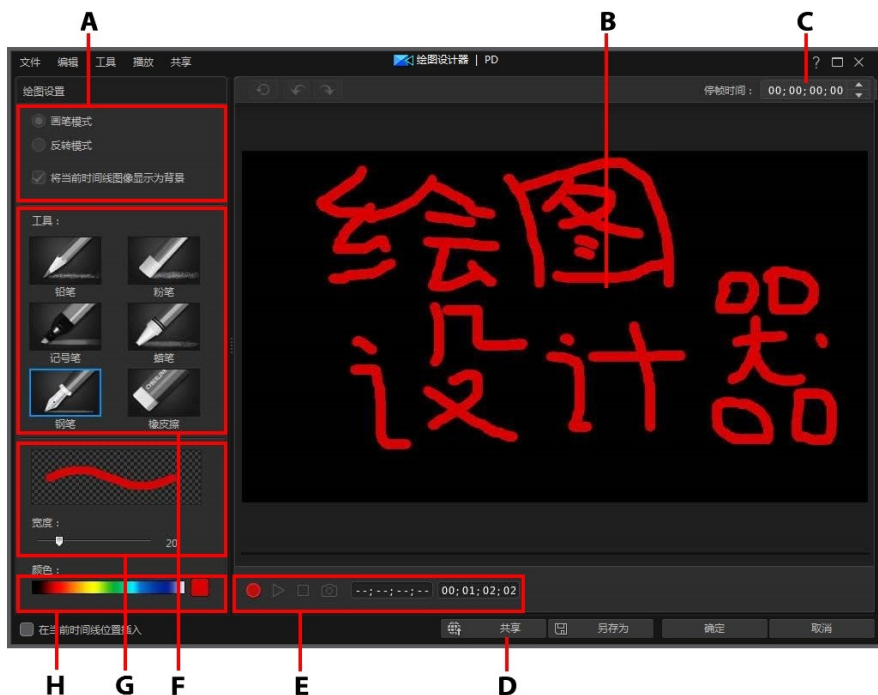 A B C
文件 编辑 工具 播放 共享 绘图设计器 | PD
绘图设置 停帧时间： 00;00;00;00
画笔模式
反转模式
将当前时间线图像显示为背景
工具：
铅笔 粉笔
记号笔 蜡笔
钢笔 橡皮擦
绘图
设计器
宽度：
20
颜色：
--;--;--;-- 00;01;02;02
在当前时间线位置插入 共享 另存为 确定 取消
H G F E D